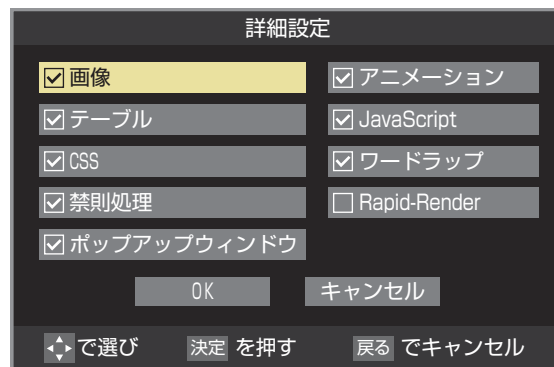 詳細設定
画像
アニメーション
テーブル
JavaScript
CSS
ワードラップ
禁則処理
Rapid-Render
ポップアップウィンドウ
OK キャンセル
で選び 決定 を押す 戻る でキャンセル